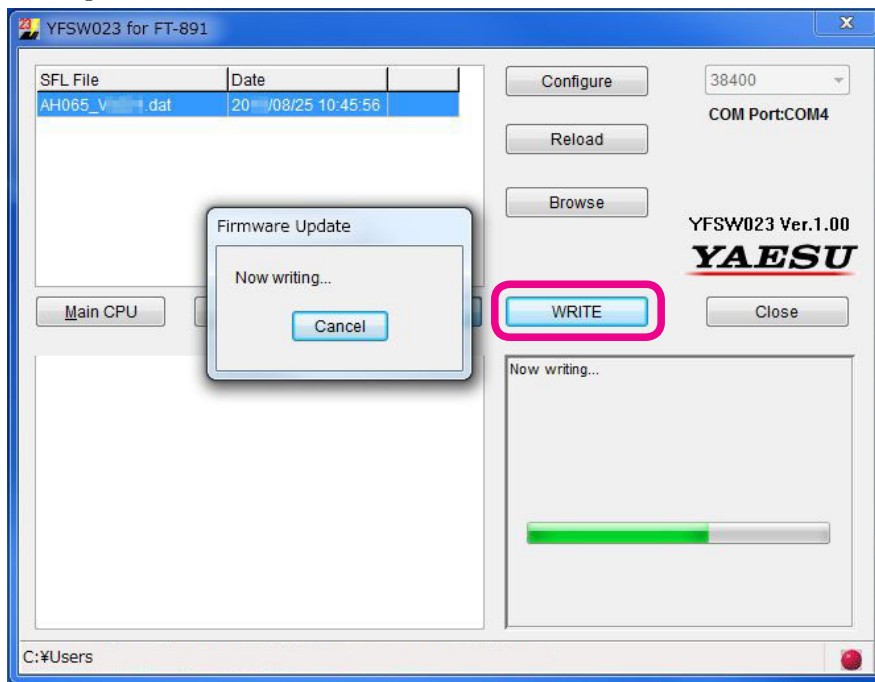 YFSW023 for FT-891
SFL File Date
AH065_V .dat 20 /08/25 10:45:56
Configure
38400
COM Port:COM4
Reload
Browse
YFSW023 Ver.1.00
YAESU
Firmware Update
Now writing...
Cancel
Main CPU
WRITE
Close
Now writing...
C:¥Users